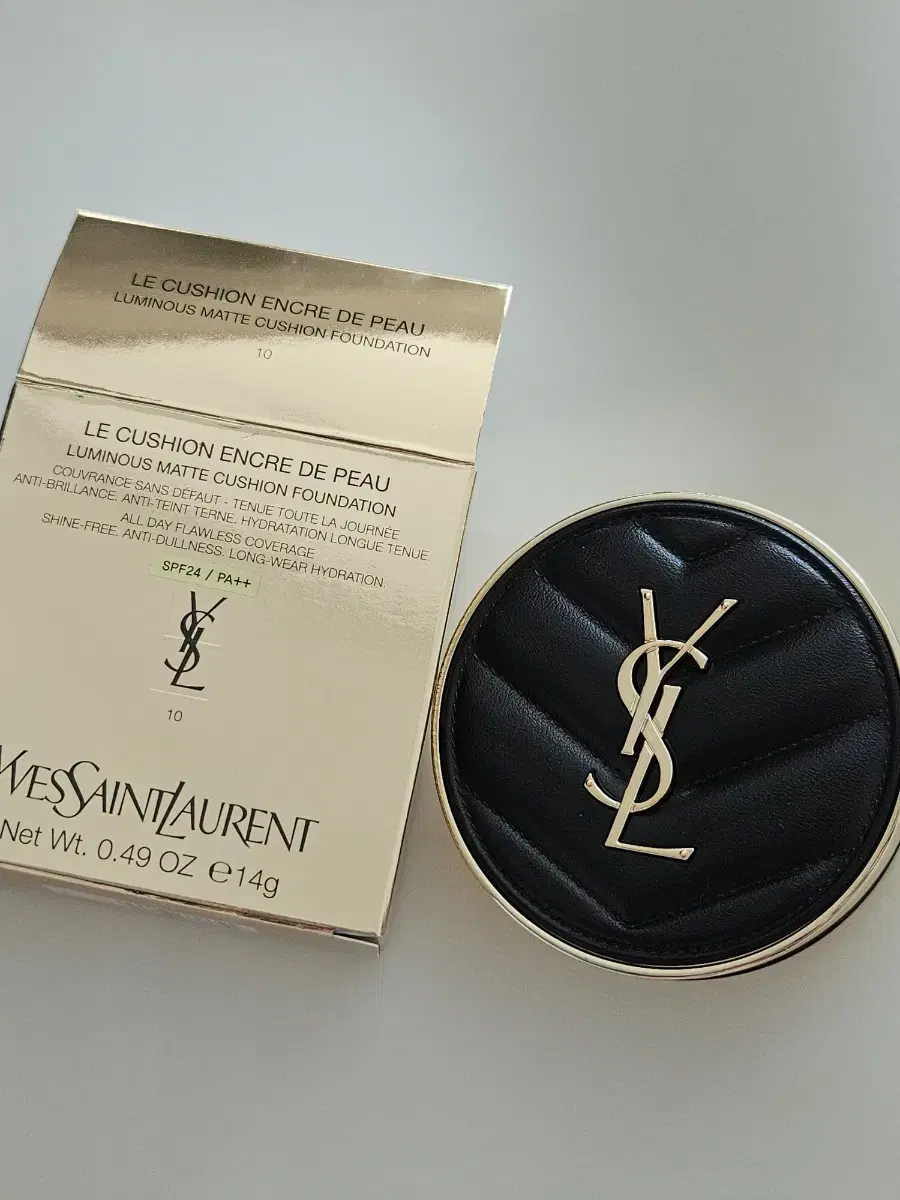 LE CUSHION ENCRE DE PEAU
LUMINOUS MATTE CUSHION FOUNDATION
10
LE CUSHION ENCRE DE PEAU
LUMINOUS MATTE CUSHION FOUNDATION
COUVRANCE SANS DÉFAUT - TENUE TOUTE LA JOURNÉE
ANTI-BRILLANCE, ANTI-TEINT TERNE, HYDRATATION LONGUE TENUE.
ALL DAY FLAWLESS COVERAGE
SHINE-FREE, ANTI-DULLNESS, LONG-WEAR HYDRATION.
SPF24 / PA++
YSL
10
YVESSAINTLAURENT
Net Wt. 0.49 OZ e14g
YSL